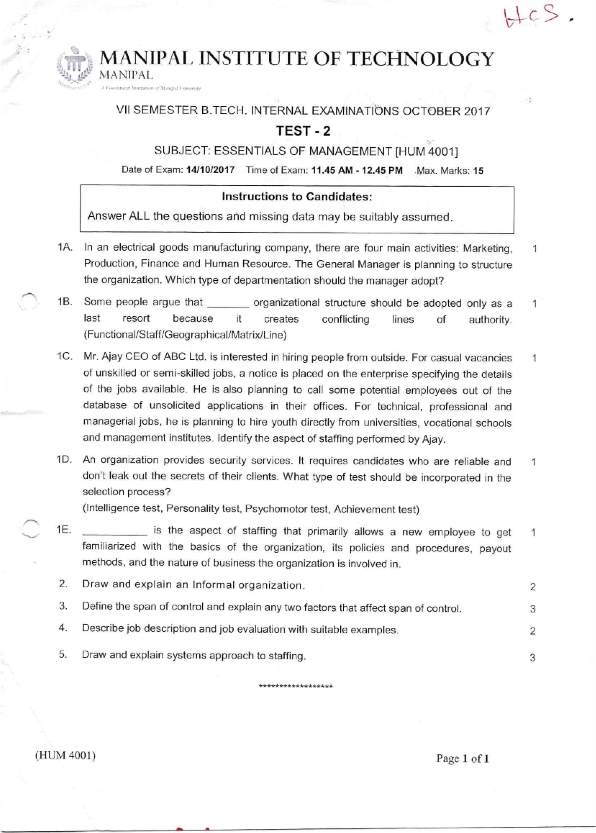 HCS.
MANIPAL INSTITUTE OF TECHNOLOGY
MANIPAL
A Constituent Institution of Manipal University
VII SEMESTER B.TECH. INTERNAL EXAMINATIONS OCTOBER 2017
TEST - 2
SUBJECT: ESSENTIALS OF MANAGEMENT [HUM 4001]
Date of Exam: 14/10/2017 Time of Exam: 11.45 AM - 12.45 PM Max. Marks: 15
Instructions to Candidates:
Answer ALL the questions and missing data may be suitably assumed.
1A. In an electrical goods manufacturing company, there are four main activities: Marketing, 1
Production, Finance and Human Resource. The General Manager is planning to structure
the organization. Which type of departmentation should the manager adopt?
1B. Some people argue that _______ organizational structure should be adopted only as a 1
last resort because it creates conflicting lines of authority.
(Functional/Staff/Geographical/Matrix/Line)
1C. Mr. Ajay CEO of ABC Ltd. is interested in hiring people from outside. For casual vacancies 1
of unskilled or semi-skilled jobs, a notice is placed on the enterprise specifying the details
of the jobs available. He is also planning to call some potential employees out of the
database of unsolicited applications in their offices. For technical, professional and
managerial jobs, he is planning to hire youth directly from universities, vocational schools
and management institutes. Identify the aspect of staffing performed by Ajay.
1D. An organization provides security services. It requires candidates who are reliable and 1
don't leak out the secrets of their clients. What type of test should be incorporated in the
selection process?
(Intelligence test, Personality test, Psychomotor test, Achievement test)
1E. ___________ is the aspect of staffing that primarily allows a new employee to get 1
familiarized with the basics of the organization, its policies and procedures, payout
methods, and the nature of business the organization is involved in.
2. Draw and explain an Informal organization. 2
3. Define the span of control and explain any two factors that affect span of control. 3
4. Describe job description and job evaluation with suitable examples. 2
5. Draw and explain systems approach to staffing. 3
******************
(HUM 4001) Page 1 of 1